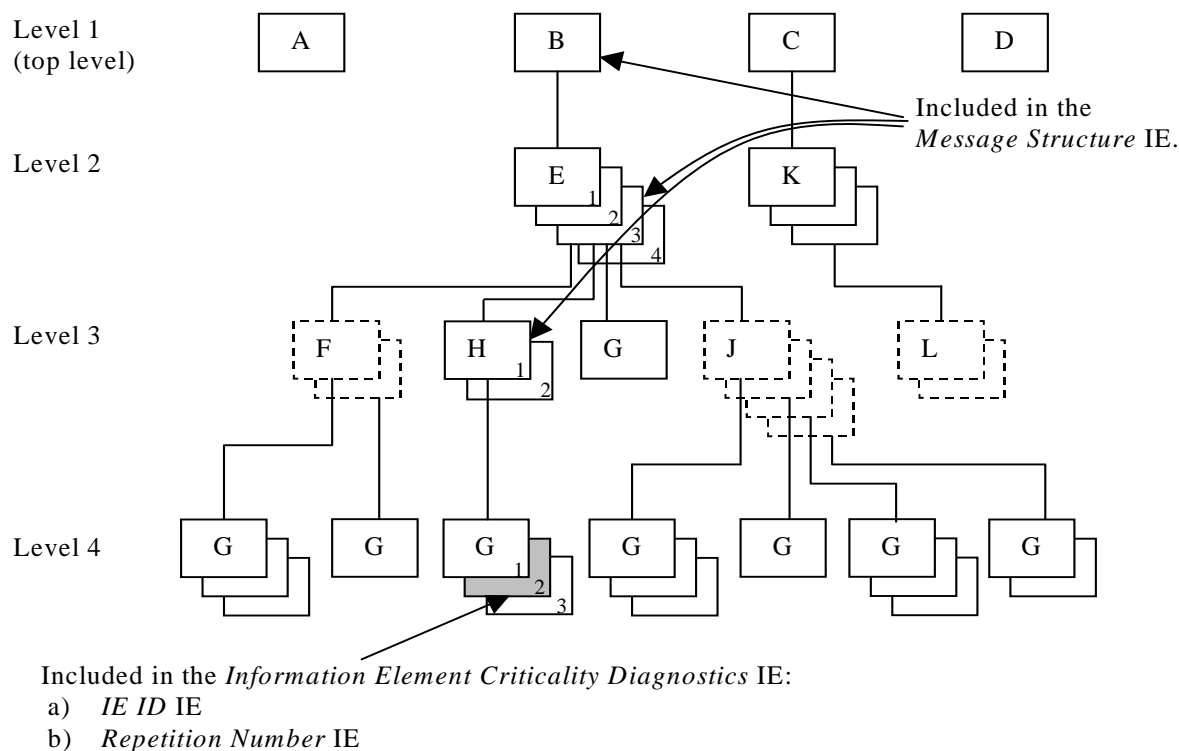 Level 1
(top level)
A
B
C
D
Included in the
Message Structure IE.
Level 2
E
1
2
3
4
K
Level 3
F
H
1
2
G
J
L
Level 4
G
G
G
1
2
3
G
G
G
G
Included in the Information Element Criticality Diagnostics IE:
a) IE ID IE
b) Repetition Number IE